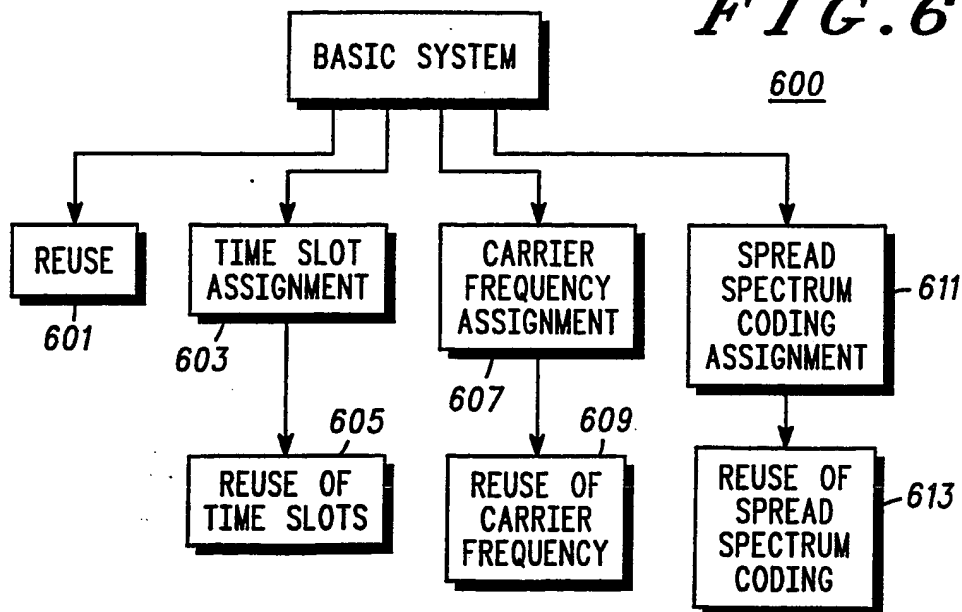 FIG.6
600
BASIC SYSTEM
REUSE
601
TIME SLOT
ASSIGNMENT
603
CARRIER
FREQUENCY
ASSIGNMENT
607
SPREAD
SPECTRUM
CODING
ASSIGNMENT
611
605
REUSE OF
TIME SLOTS
609
REUSE OF
CARRIER
FREQUENCY
REUSE OF
SPREAD
SPECTRUM
CODING
613